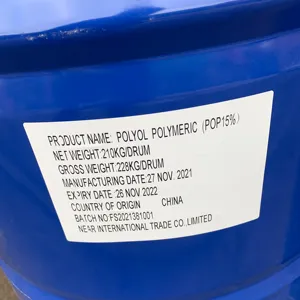 PRODUCT NAME: POLYOL POLYMERIC (POP15%)
NET WEIGHT:210KG/DRUM
GROSS WEIGHT:228KG/DRUM
MANUFACTURING DATE:27 NOV. 2021
EXPIRY DATE :26 NOV 2022
COUNTRY OF ORIGIN CHINA
BATCH NO:FS2021381001
NEAR INTERNATIONAL TRADE CO.,LIMITED